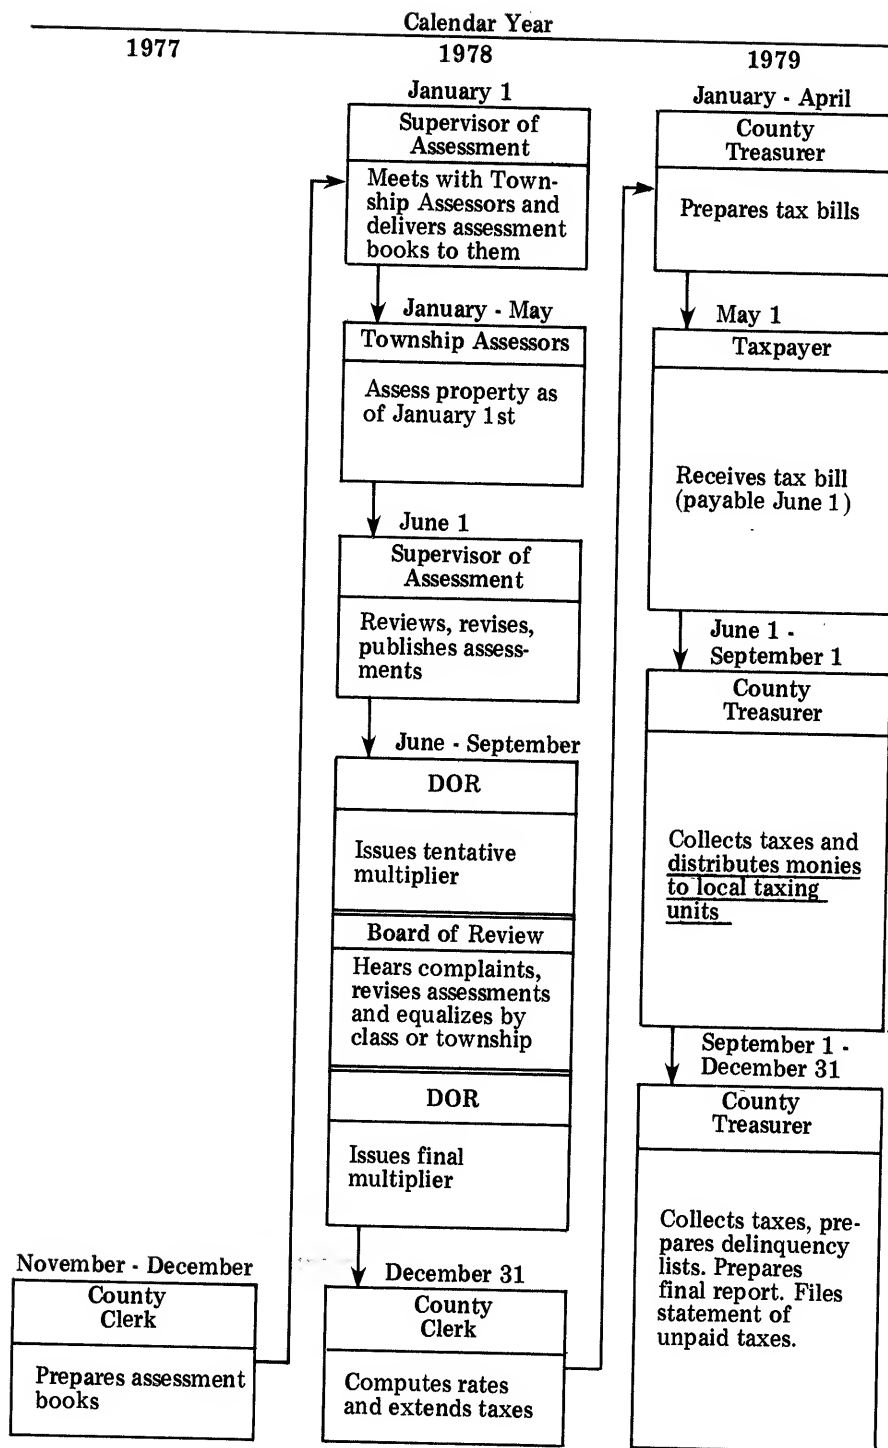 Calendar Year
1977
1978
1979
November - December
County
Clerk
Prepares assessment
books
January 1
Supervisor of
Assessment
Meets with Town-
ship Assessors and
delivers assessment
books to them
January - May
Township Assessors
Assess property as
of January 1st
June 1
Supervisor of
Assessment
Reviews, revises,
publishes assess-
ments
June - September
DOR
Issues tentative
multiplier
Board of Review
Hears complaints,
revises assessments
and equalizes by
class or township
DOR
Issues final
multiplier
December 31
County
Clerk
Computes rates
and extends taxes
January - April
County
Treasurer
Prepares tax bills
May 1
Taxpayer
Receives tax bill
(payable June 1)
June 1 -
September 1
County
Treasurer
Collects taxes and
distributes monies
to local taxing
units
September 1 -
December 31
County
Treasurer
Collects taxes, pre-
pares delinquency
lists. Prepares
final report. Files
statement of
unpaid taxes.